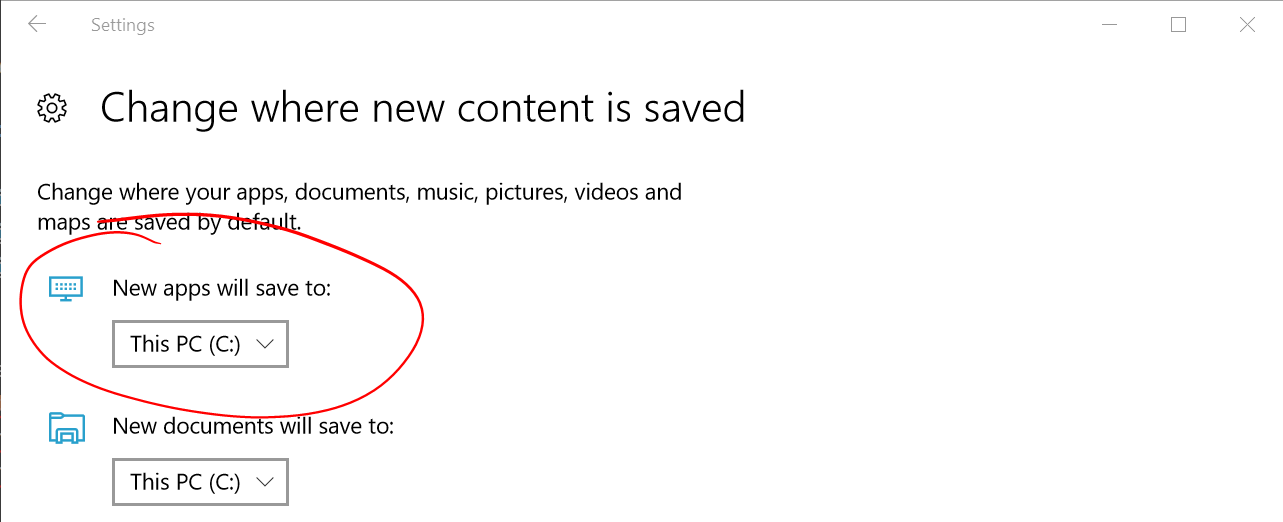 Settings
Change where new content is saved
Change where your apps, documents, music, pictures, videos and
maps are saved by default.
New apps will save to:
This PC (C:)
New documents will save to:
This PC (C:)